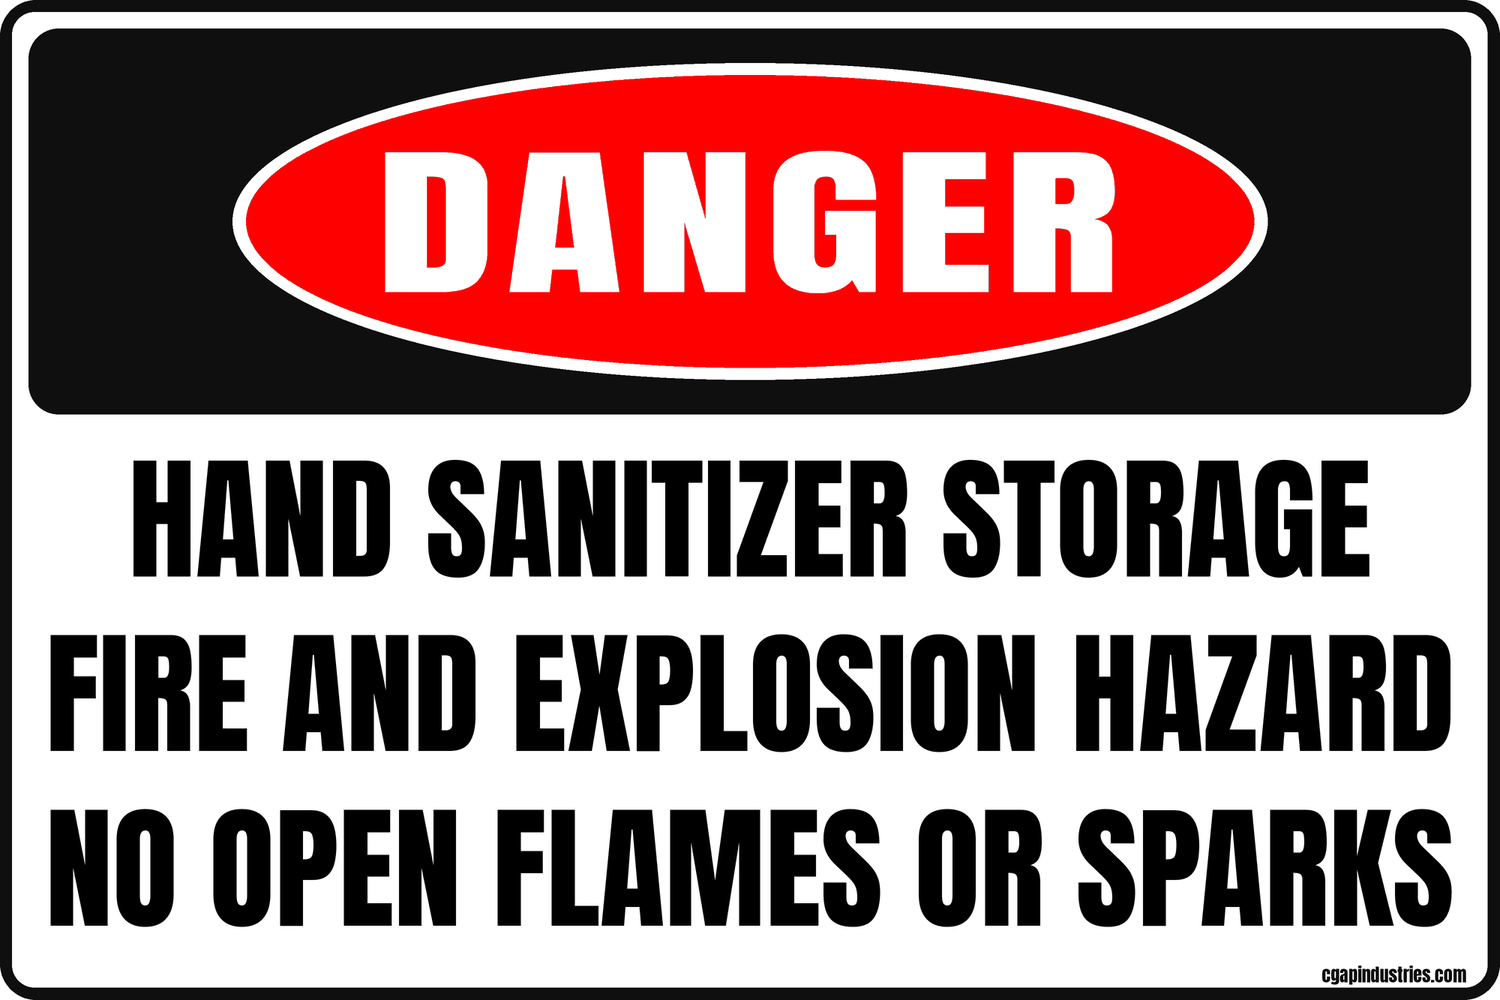 DANGER
HAND SANITIZER STORAGE
FIRE AND EXPLOSION HAZARD
NO OPEN FLAMES OR SPARKS
cgapindustries.com